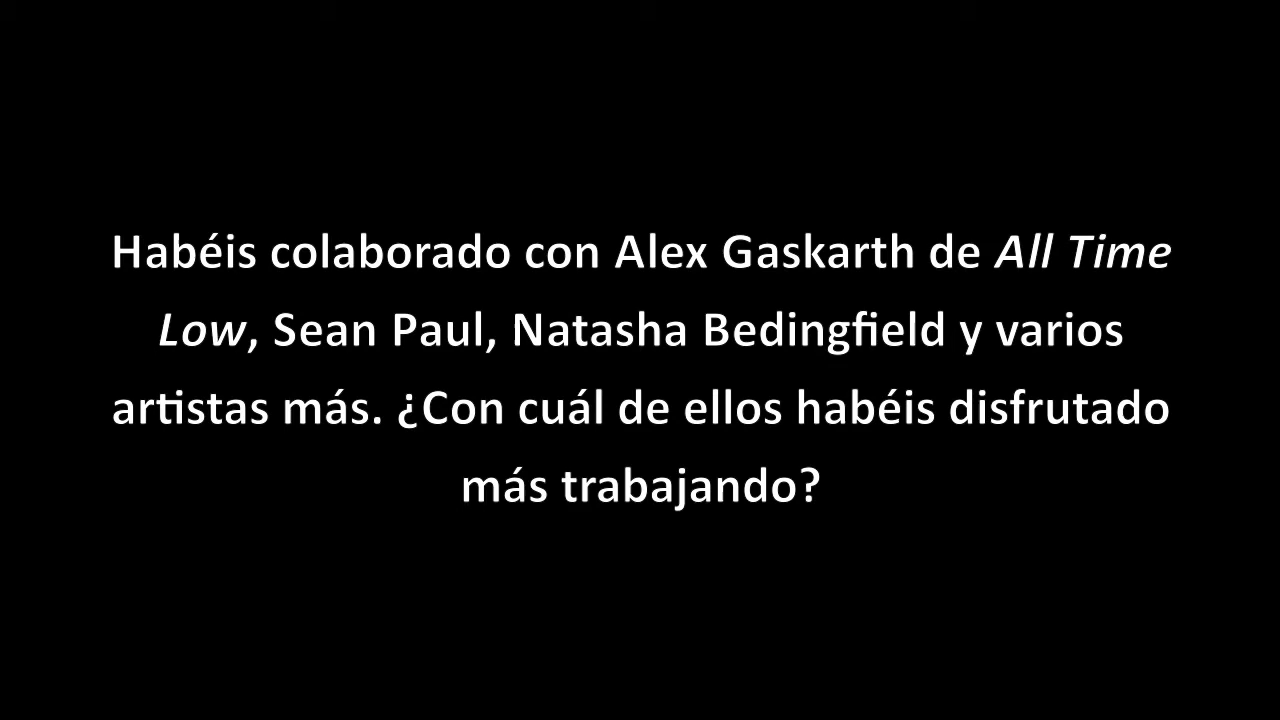 Habéis colaborado con Alex Gaskarth de All Time
Low, Sean Paul, Natasha Bedingfield y varios
artistas más. ¿Con cuál de ellos habéis disfrutado
más trabajando?